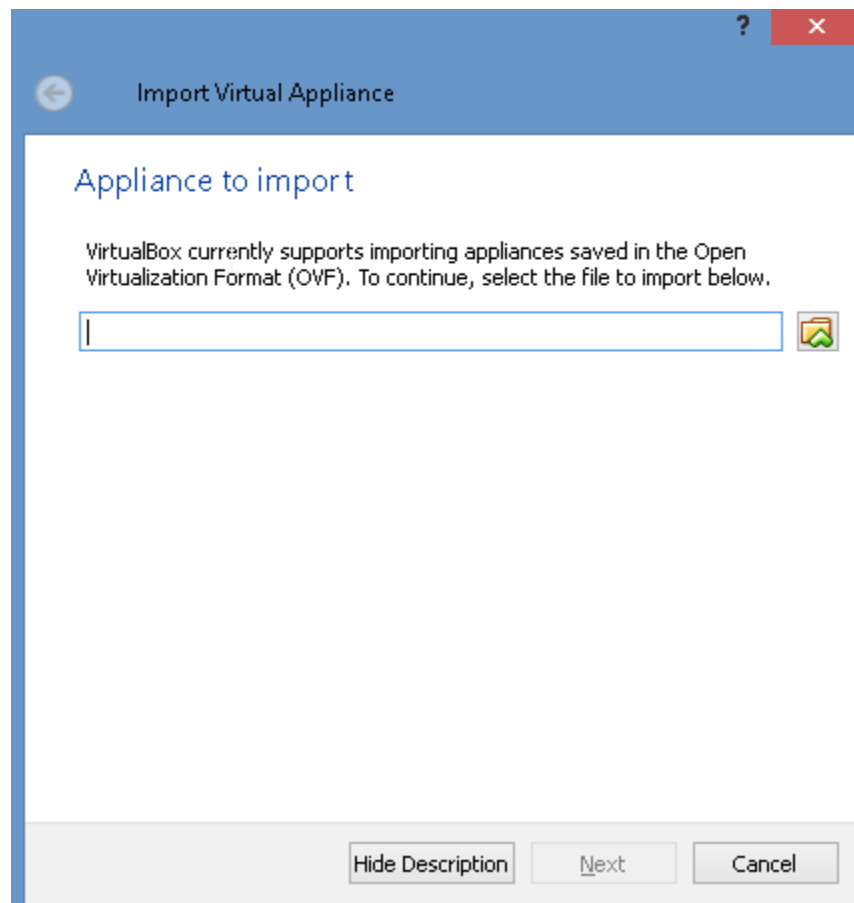 ?
Import Virtual Appliance
Appliance to import
VirtualBox currently supports importing appliances saved in the Open
Virtualization Format (OVF). To continue, select the file to import below.
Hide Description Next Cancel